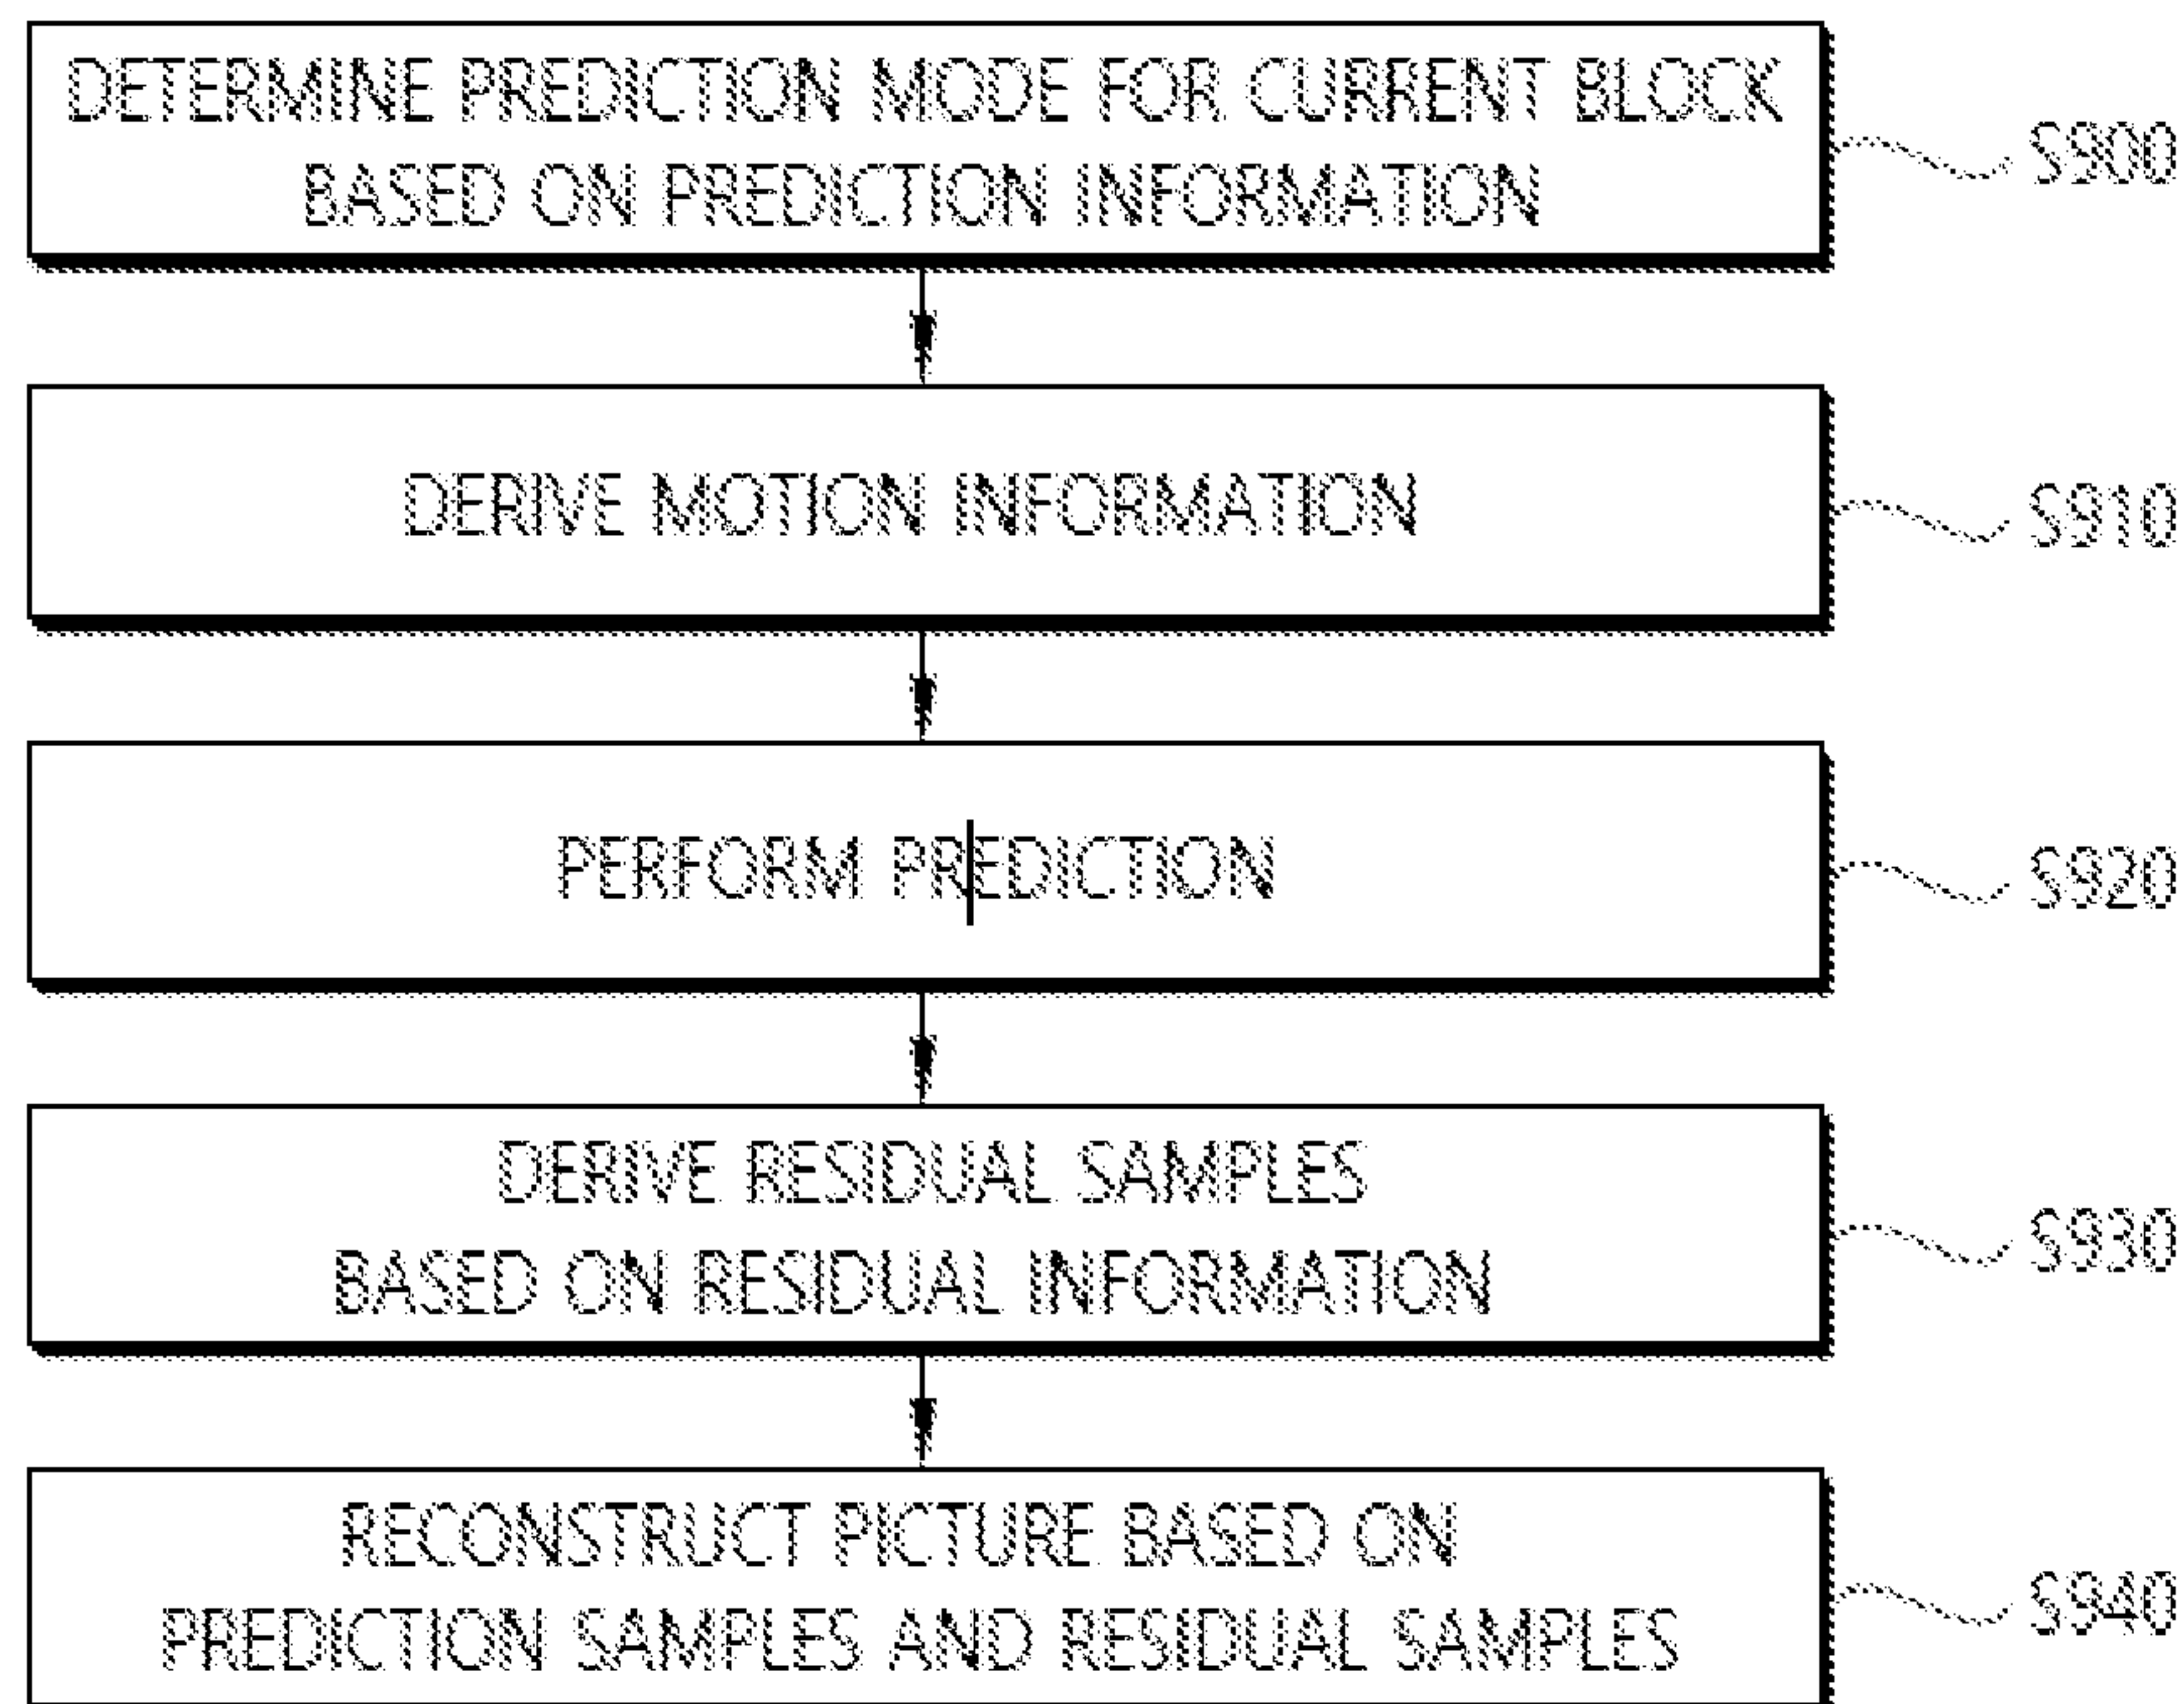 DETERMINE PREDICTION MODE FOR CURRENT BLOCK
BASED ON PREDICTION INFORMATION
S900
DERIVE MOTION INFORMATION
S910
PERFORM PREDICTION
S920
DERIVE RESIDUAL SAMPLES
BASED ON RESIDUAL INFORMATION
S930
RECONSTRUCT PICTURE BASED ON
PREDICTION SAMPLES AND RESIDUAL SAMPLES
S940